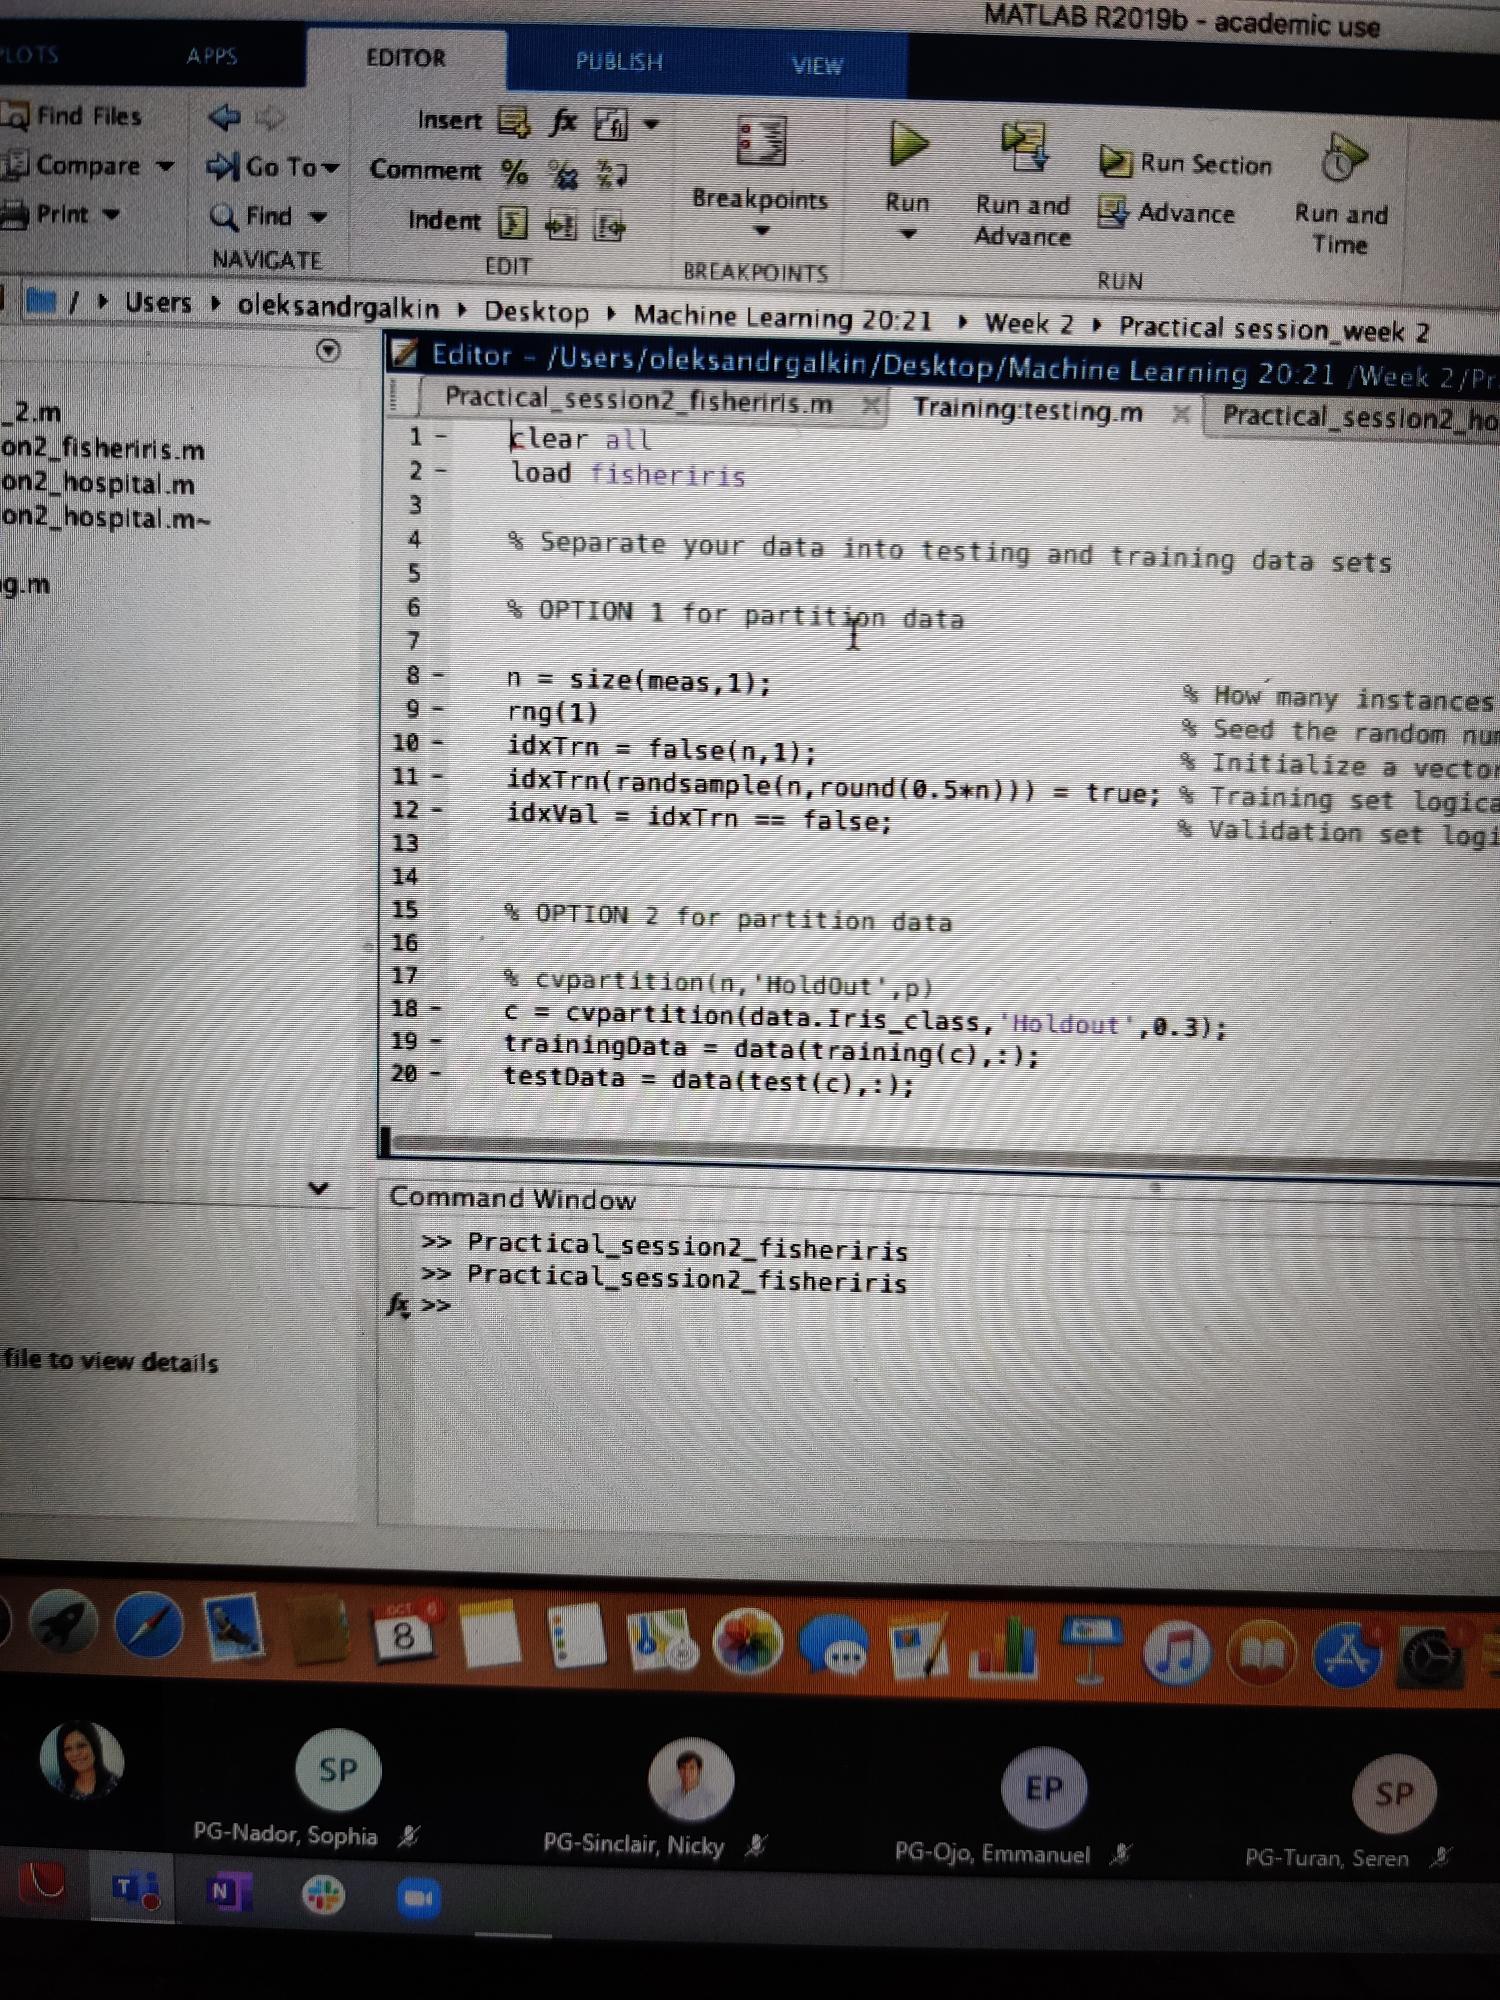 MATLAB R2019b - academic use
PLOTS APPS EDITOR PUBLISH VIEW
Find Files
Compare
Print
Go To
Find
NAVIGATE
Insert
Comment
Indent
EDIT
Breakpoints
BREAKPOINTS
Run
Run and Advance
Run Section
Advance
Run and Time
RUN
/ Users oleksandrgalkin Desktop Machine Learning 20:21 Week 2 Practical session_week 2
Editor - /Users/oleksandrgalkin/Desktop/Machine Learning 20:21 /Week 2/Pr
Practical_session2_fisheriris.m Training:testing.m Practical_session2_ho
_2.m
on2_fisheriris.m
on2_hospital.m
on2_hospital.m~
g.m
1 - clear all
2 - load fisheriris
3
4 % Separate your data into testing and training data sets
5
6 % OPTION 1 for partition data
7
8 - n = size(meas,1); % How many instances
9 - rng(1) % Seed the random num
10 - idxTrn = false(n,1); % Initialize a vector
11 - idxTrn(randsample(n,round(0.5*n))) = true; % Training set logica
12 - idxVal = idxTrn == false; % Validation set logi
13
14
15 % OPTION 2 for partition data
16
17 % cvpartition(n,'HoldOut',p)
18 - c = cvpartition(data.Iris_class,'Holdout',0.3);
19 - trainingData = data(training(c),:);
20 - testData = data(test(c),:);
Command Window
>> Practical_session2_fisheriris
>> Practical_session2_fisheriris
fx >>
file to view details
OCT
8
SP EP SP
PG-Nador, Sophia PG-Sinclair, Nicky PG-Ojo, Emmanuel PG-Turan, Seren
T N